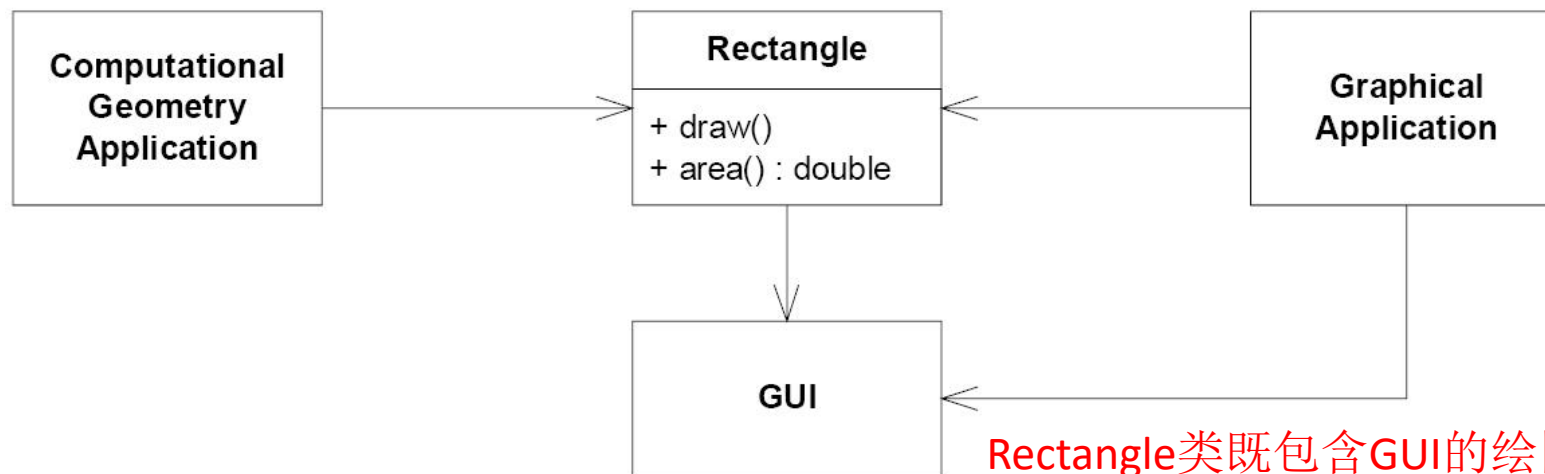 Computational
Geometry
Application
Rectangle
+ draw()
+ area() : double
Graphical
Application
GUI
Rectangle类既包含GUI的绘